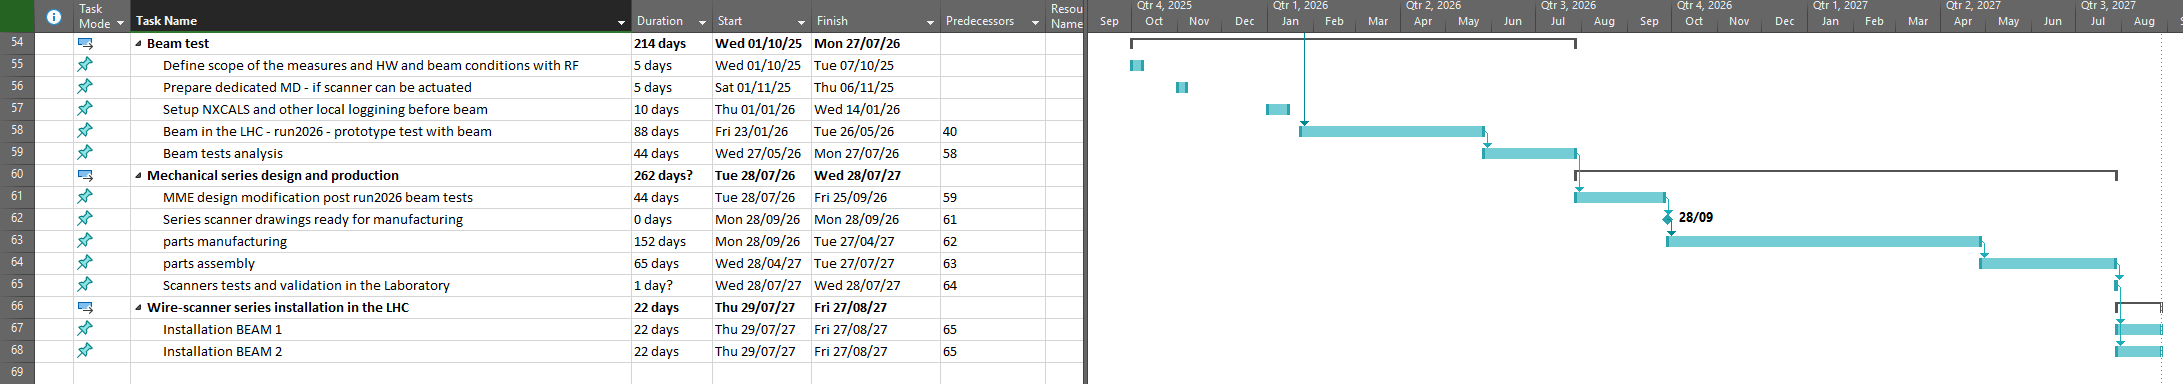 Task Mode Task Name Duration Start Finish Predecessors Resou Name
Qtr 4, 2025 Qtr 1, 2026 Qtr 2, 2026 Qtr 3, 2026 Qtr 4, 2026 Qtr 1, 2027 Qtr 2, 2027 Qtr 3, 2027
Sep Oct Nov Dec Jan Feb Mar Apr May Jun Jul Aug Sep Oct Nov Dec Jan Feb Mar Apr May Jun Jul Aug S
54 Beam test 214 days Wed 01/10/25 Mon 27/07/26
55 Define scope of the measures and HW and beam conditions with RF 5 days Wed 01/10/25 Tue 07/10/25
56 Prepare dedicated MD - if scanner can be actuated 5 days Sat 01/11/25 Thu 06/11/25
57 Setup NXCALS and other local loggining before beam 10 days Thu 01/01/26 Wed 14/01/26
58 Beam in the LHC - run2026 - prototype test with beam 88 days Fri 23/01/26 Tue 26/05/26 40
59 Beam tests analysis 44 days Wed 27/05/26 Mon 27/07/26 58
60 Mechanical series design and production 262 days? Tue 28/07/26 Wed 28/07/27
61 MME design modification post run2026 beam tests 44 days Tue 28/07/26 Fri 25/09/26 59
62 Series scanner drawings ready for manufacturing 0 days Mon 28/09/26 Mon 28/09/26 61 28/09
63 parts manufacturing 152 days Mon 28/09/26 Tue 27/04/27 62
64 parts assembly 65 days Wed 28/04/27 Tue 27/07/27 63
65 Scanners tests and validation in the Laboratory 1 day? Wed 28/07/27 Wed 28/07/27 64
66 Wire-scanner series installation in the LHC 22 days Thu 29/07/27 Fri 27/08/27
67 Installation BEAM 1 22 days Thu 29/07/27 Fri 27/08/27 65
68 Installation BEAM 2 22 days Thu 29/07/27 Fri 27/08/27 65
69